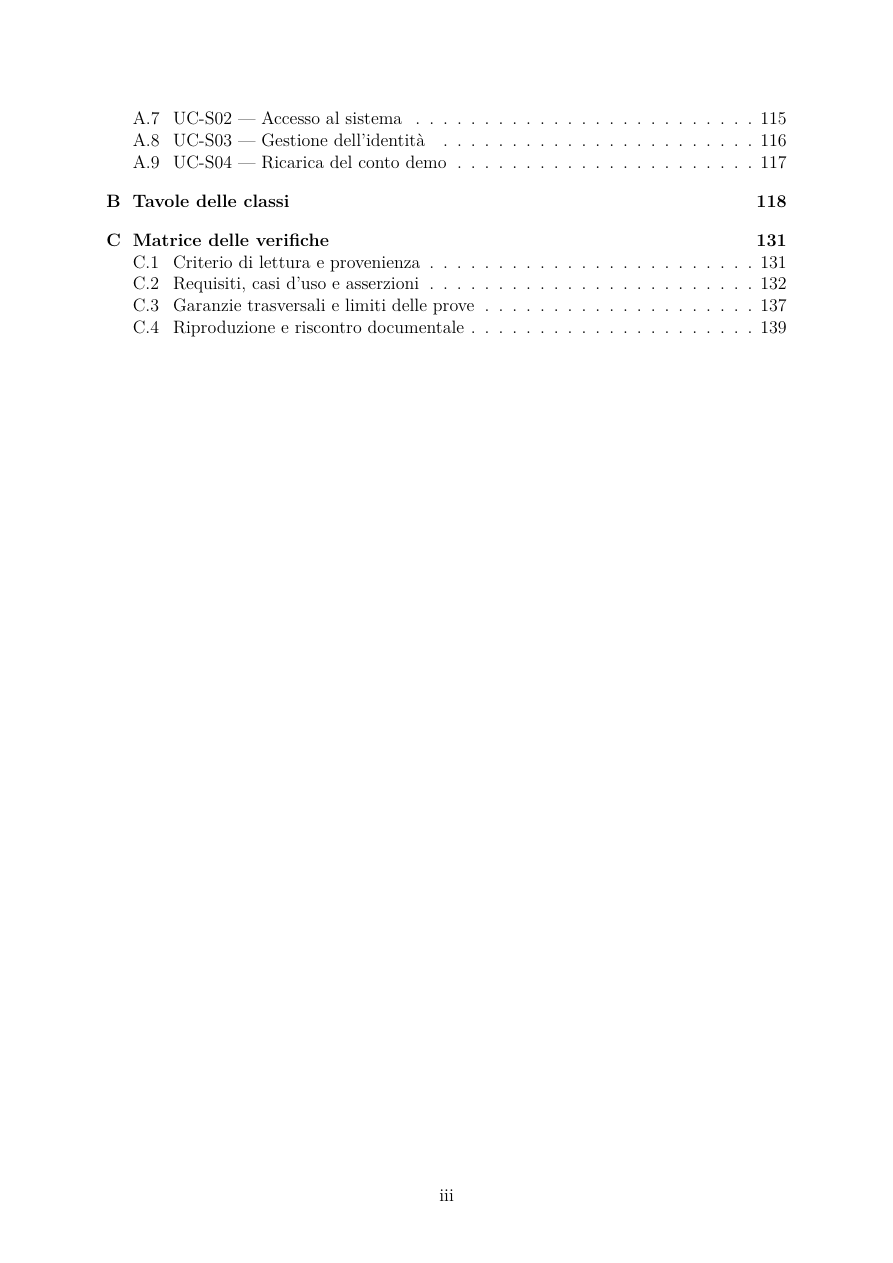 A.7 UC-S02 — Accesso al sistema . . . . . . . . . . . . . . . . . . . . . . . . . 115
A.8 UC-S03 — Gestione dell'identità . . . . . . . . . . . . . . . . . . . . . . . 116
A.9 UC-S04 — Ricarica del conto demo . . . . . . . . . . . . . . . . . . . . . . 117
B Tavole delle classi 118
C Matrice delle verifiche 131
C.1 Criterio di lettura e provenienza . . . . . . . . . . . . . . . . . . . . . . . . 131
C.2 Requisiti, casi d'uso e asserzioni . . . . . . . . . . . . . . . . . . . . . . . . 132
C.3 Garanzie trasversali e limiti delle prove . . . . . . . . . . . . . . . . . . . . 137
C.4 Riproduzione e riscontro documentale . . . . . . . . . . . . . . . . . . . . . 139
iii